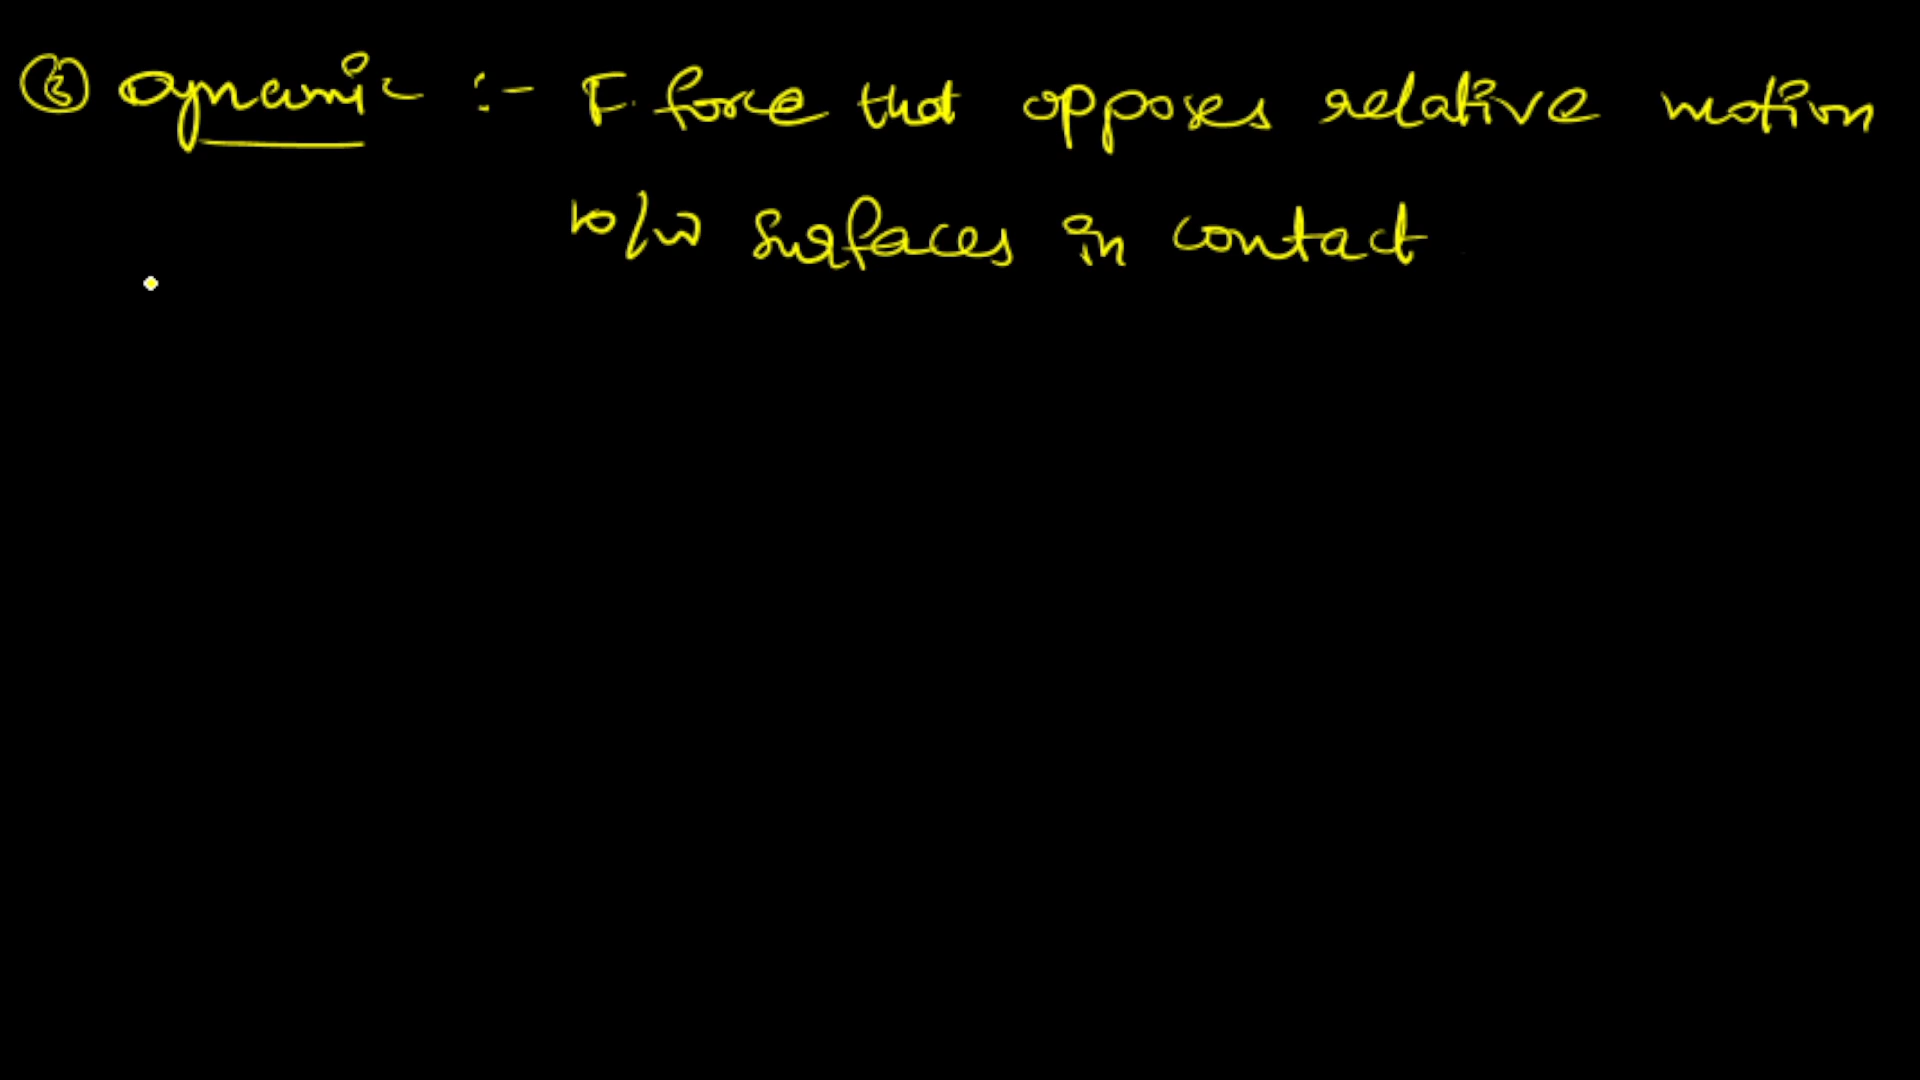 ③ Dynamic :- F. force that opposes relative motion
b/w surfaces in contact